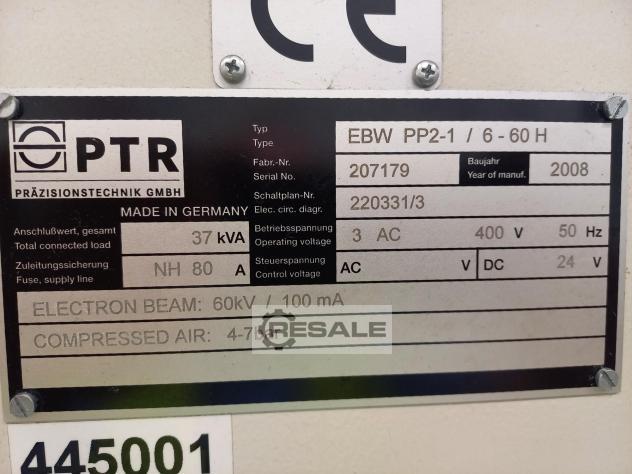 CE
PTR
PRÄZISIONSTECHNIK GMBH
MADE IN GERMANY
Typ
Type
EBW PP2-1 / 6-60 H
Fabr.-Nr.
Serial No.
207179
Baujahr
Year of manuf.
2008
Schaltplan-Nr.
Elec. circ. diagr.
220331/3
Anschlußwert, gesamt
Total connected load
37 kVA
Betriebsspannung
Operating voltage
3 AC 400 V 50 Hz
Zuleitungssicherung
Fuse, supply line
NH 80 A
Steuerspannung
Control voltage
AC V DC 24 V
ELECTRON BEAM: 60kV / 100 mA
COMPRESSED AIR: 4-7bar
RESALE
445001